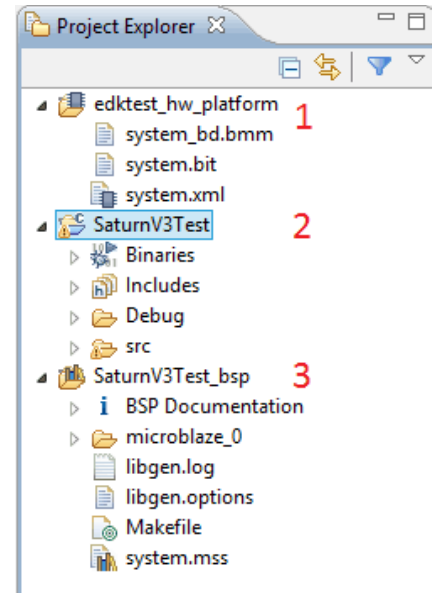 Project Explorer
edktest_hw_platform 1
system_bd.bmm
system.bit
system.xml
SaturnV3Test 2
Binaries
Includes
Debug
src
SaturnV3Test_bsp 3
BSP Documentation
microblaze_0
libgen.log
libgen.options
Makefile
system.mss